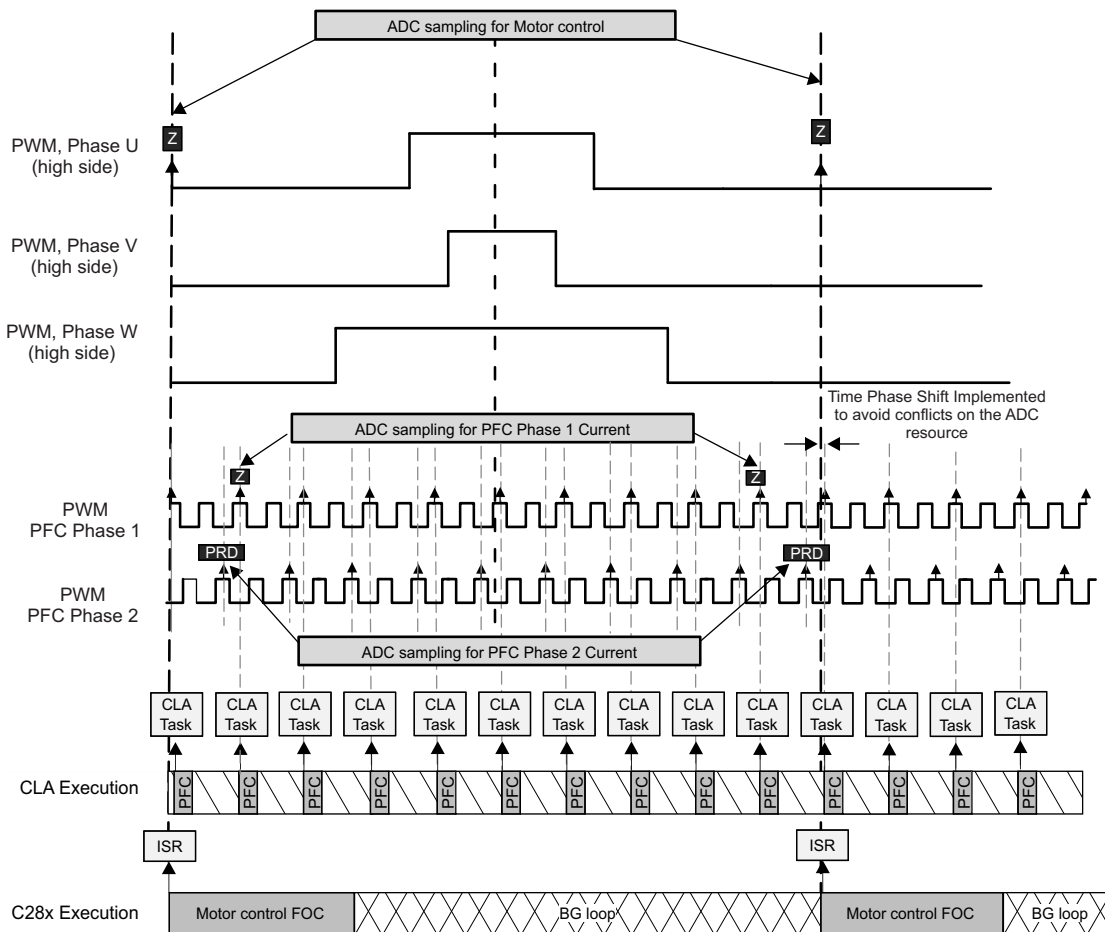 ADC sampling for Motor control
Z
Z
PWM, Phase U
(high side)
PWM, Phase V
(high side)
PWM, Phase W
(high side)
Time Phase Shift Implemented
to avoid conflicts on the ADC
resource
ADC sampling for PFC Phase 1 Current
Z
Z
PWM
PFC Phase 1
PRD
PRD
PWM
PFC Phase 2
ADC sampling for PFC Phase 2 Current
CLA
Task
CLA
Task
CLA
Task
CLA
Task
CLA
Task
CLA
Task
CLA
Task
CLA
Task
CLA
Task
CLA
Task
CLA
Task
CLA
Task
CLA
Task
CLA
Task
CLA Execution
PFC
PFC
PFC
PFC
PFC
PFC
PFC
PFC
PFC
PFC
PFC
PFC
PFC
PFC
ISR
ISR
C28x Execution
Motor control FOC
BG loop
Motor control FOC
BG loop